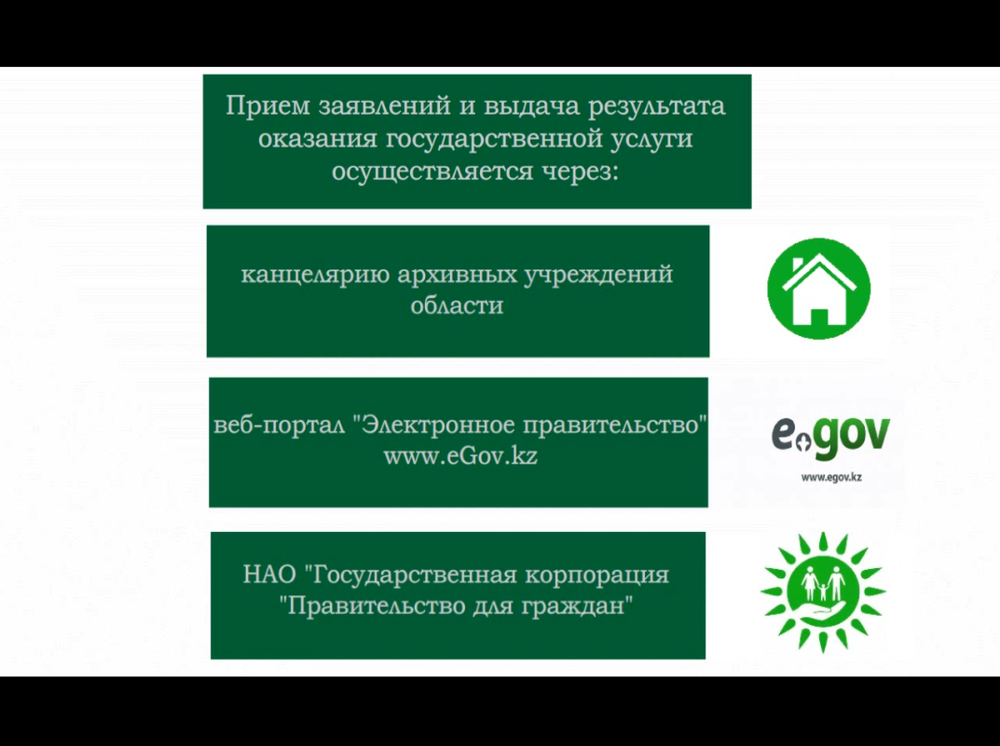 Прием заявлений и выдача результата
оказания государственной услуги
осуществляется через:
канцелярию архивных учреждений
области
веб-портал "Электронное правительство"
www.eGov.kz
egov
www.egov.kz
НАО "Государственная корпорация
"Правительство для граждан"